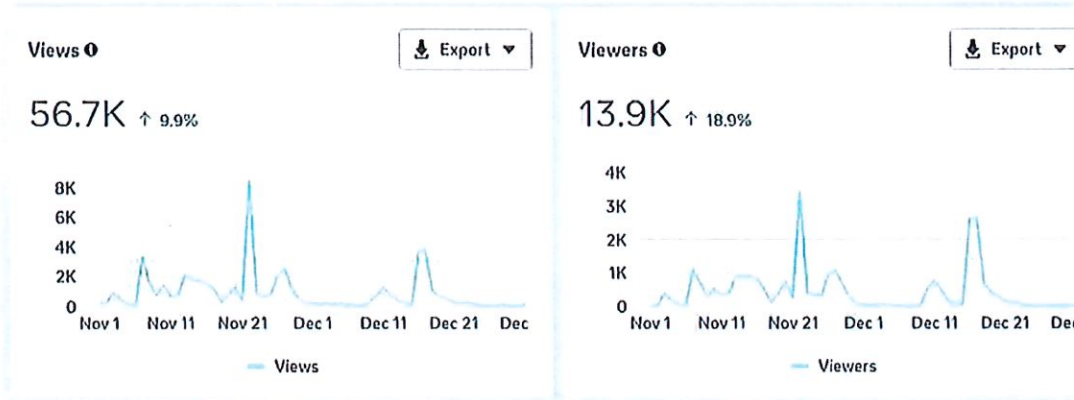 Views
Export
56.7K ↑ 9.9%
8K
6K
4K
2K
0
Nov 1 Nov 11 Nov 21 Dec 1 Dec 11 Dec 21 Dec
Views
Viewers
Export
13.9K ↑ 18.9%
4K
3K
2K
1K
0
Nov 1 Nov 11 Nov 21 Dec 1 Dec 11 Dec 21 Dec
Viewers